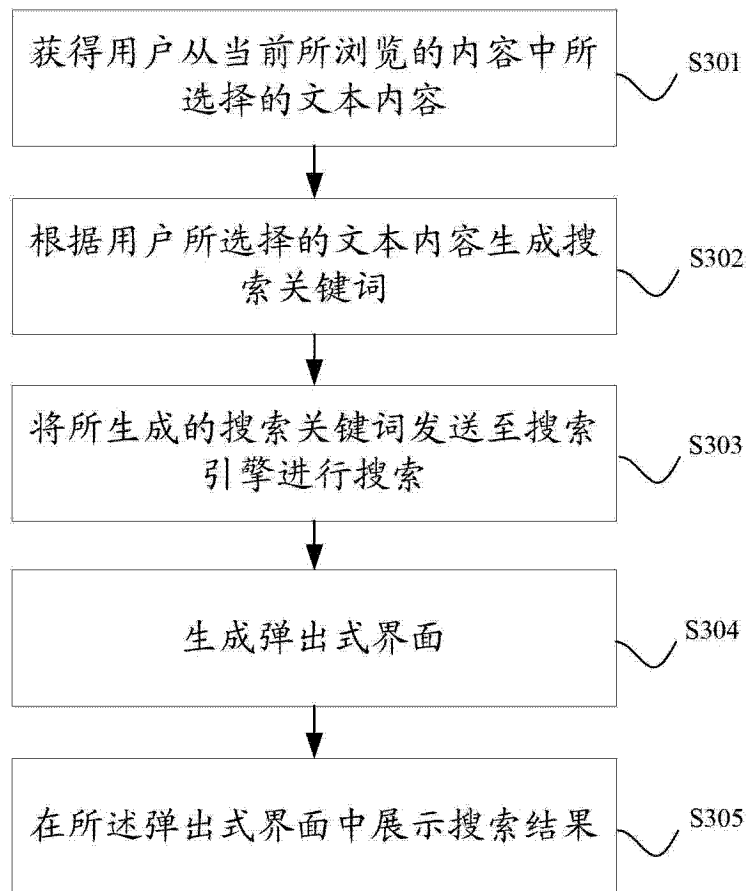 获得用户从当前所浏览的内容中所
选择的文本内容
S301
根据用户所选择的文本内容生成搜
索关键词
S302
将所生成的搜索关键词发送至搜索
引擎进行搜索
S303
生成弹出式界面
S304
在所述弹出式界面中展示搜索结果
S305